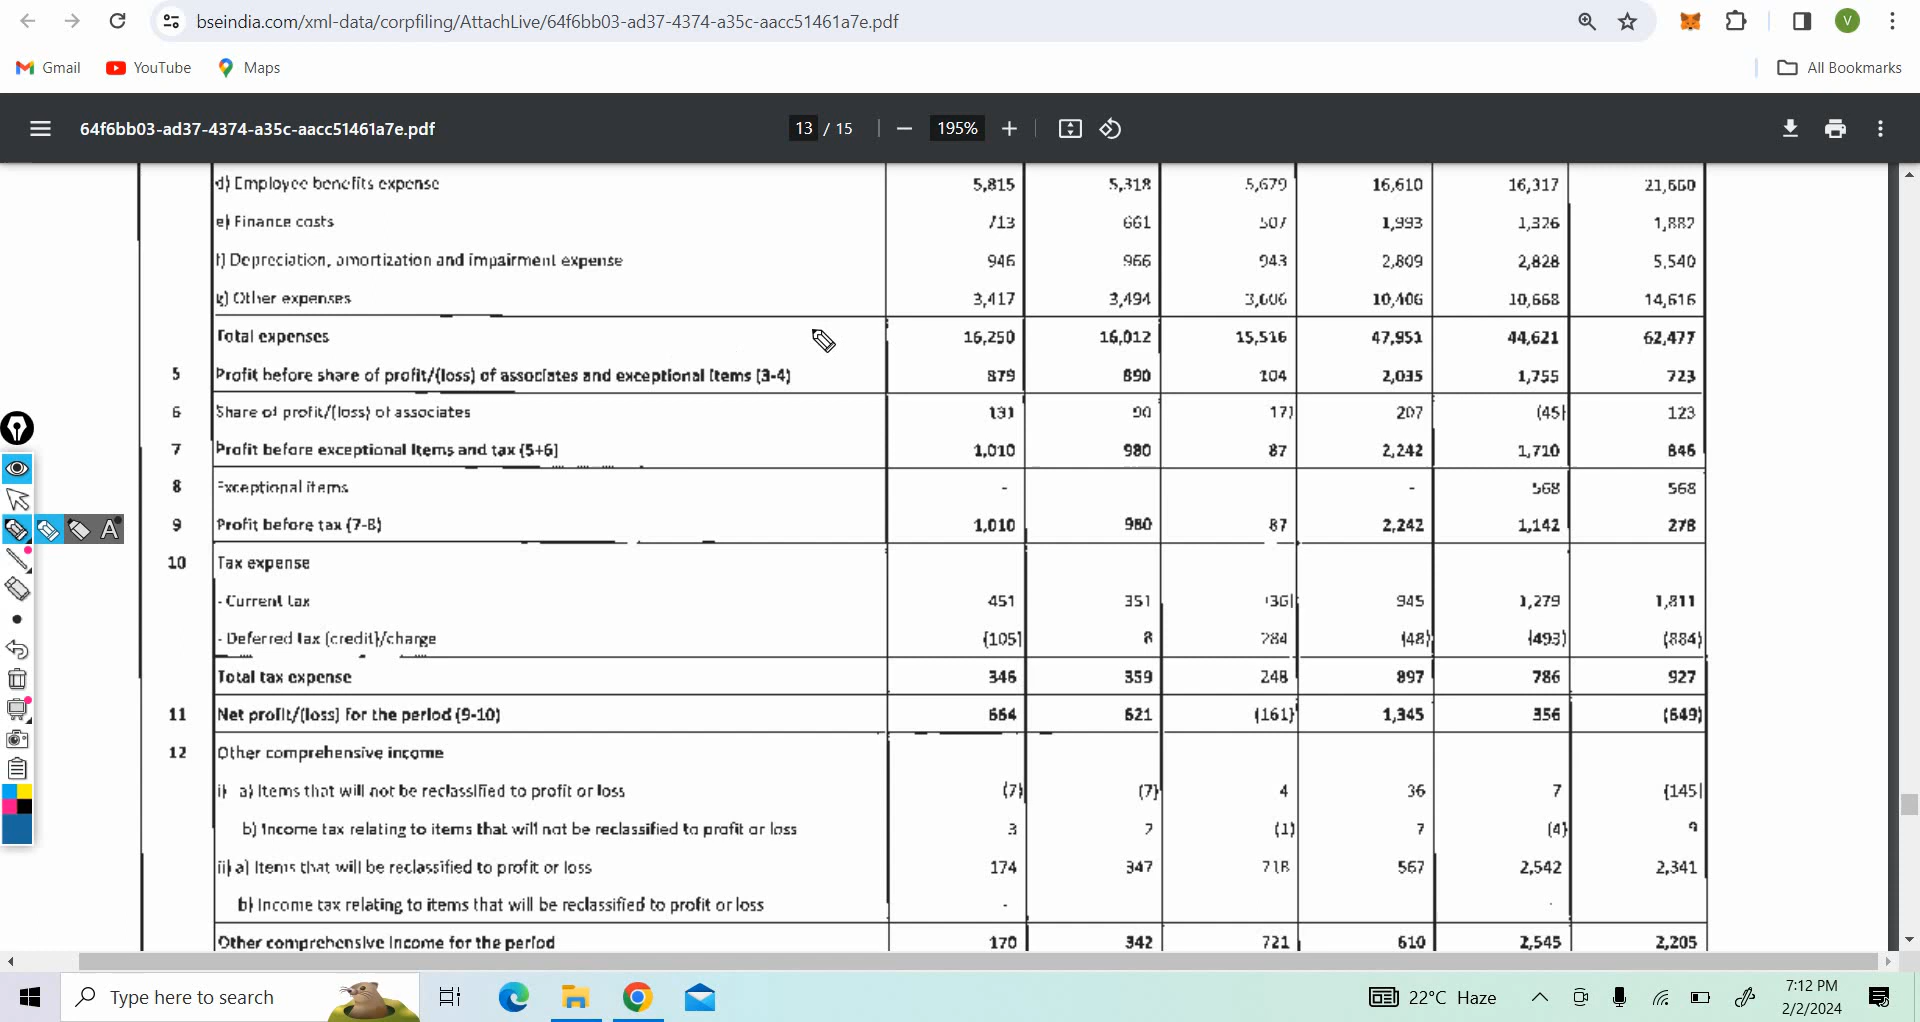 bseindia.com/xml-data/corpfiling/AttachLive/64f6bb03-ad37-4374-a35c-aacc51461a7e.pdf
V
Gmail YouTube Maps All Bookmarks
64f6bb03-ad37-4374-a35c-aacc51461a7e.pdf 13 / 15 195%
d) Employee benefits expense 5,815 5,318 5,679 16,610 16,317 21,660
e) Finance costs 713 661 507 1,993 1,326 1,882
f) Depreciation, amortization and impairment expense 946 966 943 2,809 2,828 5,540
g) Other expenses 3,417 3,494 3,606 10,406 10,668 14,616
Total expenses 16,250 16,012 15,516 47,951 44,621 62,477
5 Profit before share of profit/(loss) of associates and exceptional items (3-4) 879 890 104 2,035 1,755 723
6 Share of profit/(loss) of associates 131 90 17) 207 (45) 123
7 Profit before exceptional items and tax (5+6) 1,010 980 87 2,242 1,710 846
8 Exceptional items - - 568 568
9 Profit before tax (7-8) 1,010 980 87 2,242 1,142 278
10 Tax expense
- Current tax 451 351 (36) 945 1,279 1,811
- Deferred tax (credit)/charge (105) 8 284 (48) (493) (884)
Total tax expense 346 359 248 897 786 927
11 Net profit/(loss) for the period (9-10) 664 621 (161) 1,345 356 (649)
12 Other comprehensive income
i) a) Items that will not be reclassified to profit or loss (7) (7) 4 36 7 (145)
b) Income tax relating to items that will not be reclassified to profit or loss 3 2 (1) 7 (4) 9
ii) a) Items that will be reclassified to profit or loss 174 347 718 567 2,542 2,341
b) Income tax relating to items that will be reclassified to profit or loss -
Other comprehensive income for the period 170 342 721 610 2,545 2,205
A
Type here to search 22°C Haze 7:12 PM
2/2/2024